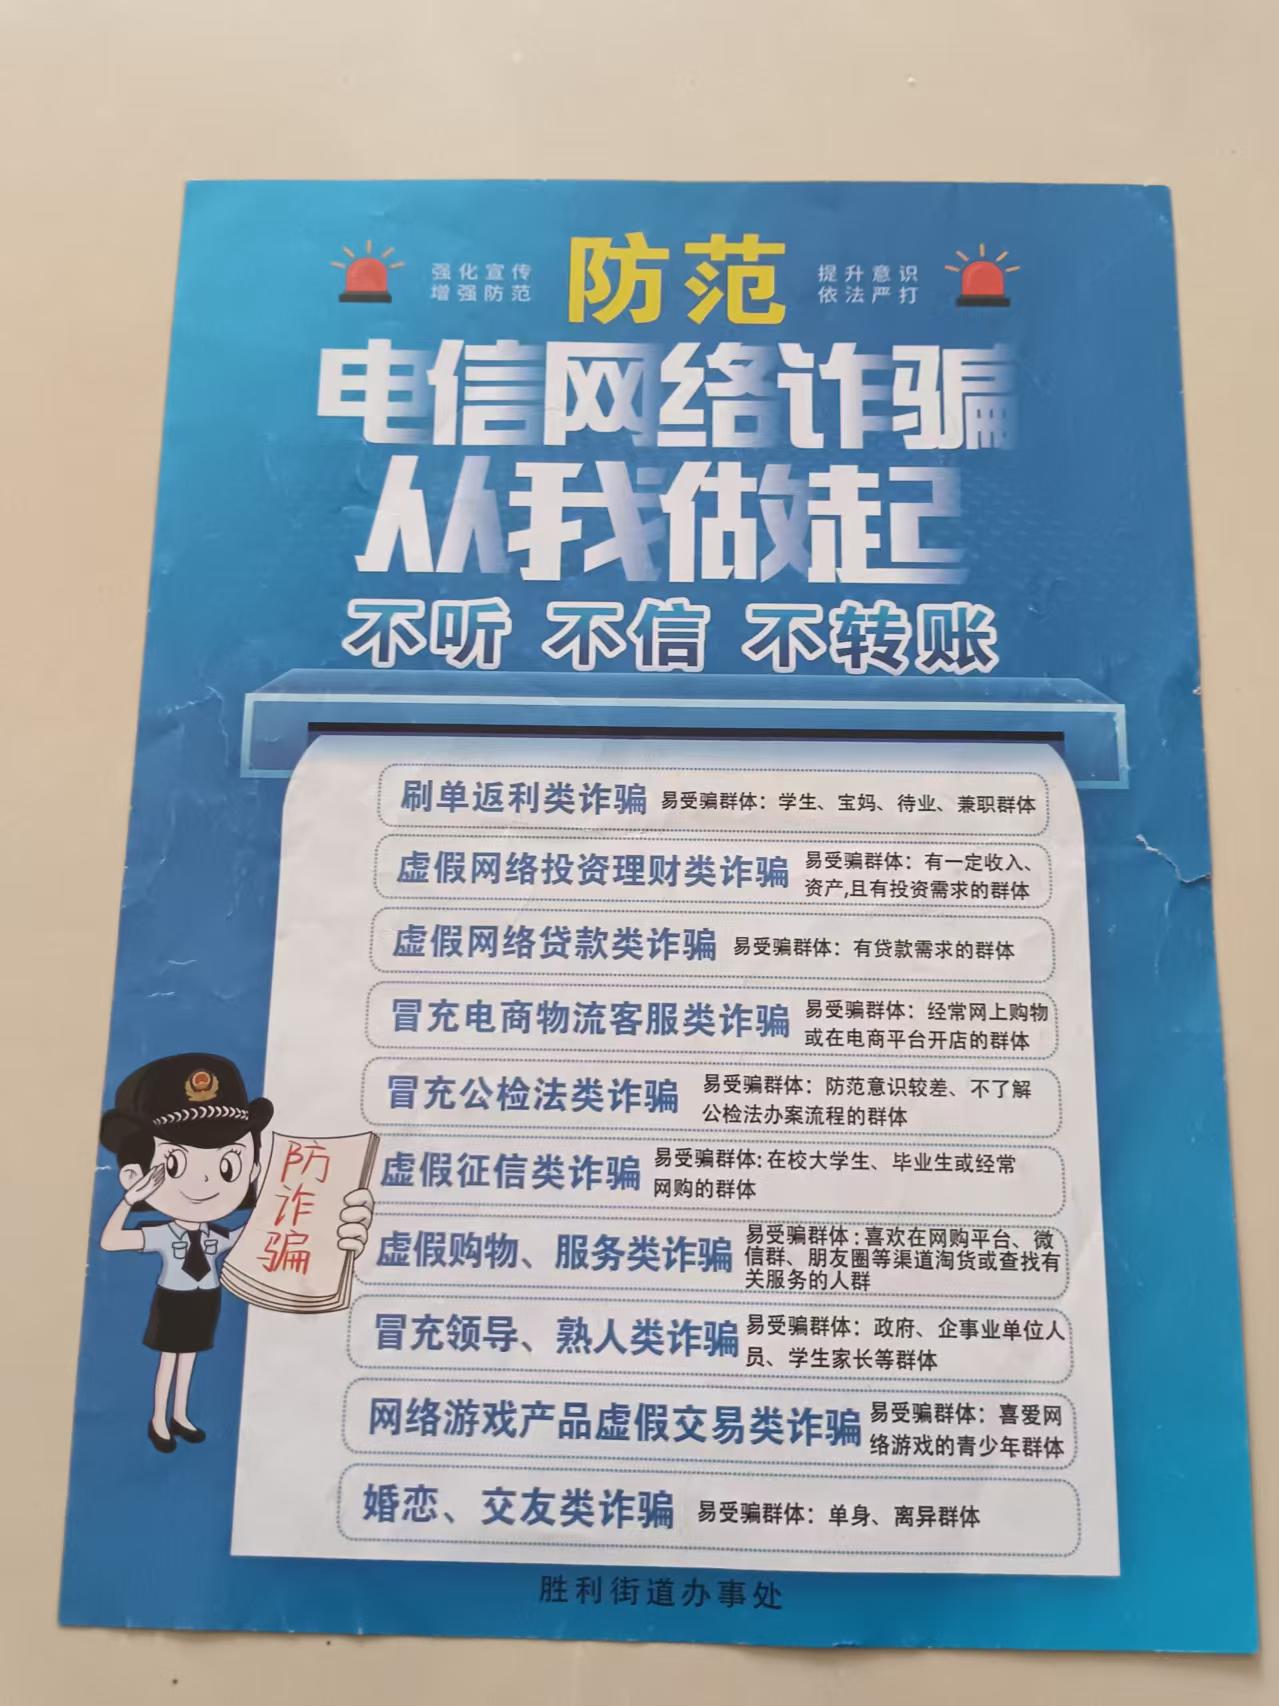 强化宣传
增强防范
防范
提升意识
依法严打
电信网络诈骗
从我做起
不听 不信 不转账
刷单返利类诈骗 易受骗群体：学生、宝妈、待业、兼职群体
虚假网络投资理财类诈骗 易受骗群体：有一定收入、
资产,且有投资需求的群体
虚假网络贷款类诈骗 易受骗群体：有贷款需求的群体
冒充电商物流客服类诈骗 易受骗群体：经常网上购物
或在电商平台开店的群体
冒充公检法类诈骗 易受骗群体：防范意识较差、不了解
公检法办案流程的群体
虚假征信类诈骗 易受骗群体:在校大学生、毕业生或经常
网购的群体
虚假购物、服务类诈骗 易受骗群体:喜欢在网购平台、微
信群、朋友圈等渠道淘货或查找有
关服务的人群
冒充领导、熟人类诈骗 易受骗群体：政府、企事业单位人
员、学生家长等群体
网络游戏产品虚假交易类诈骗 易受骗群体：喜爱网
络游戏的青少年群体
婚恋、交友类诈骗 易受骗群体：单身、离异群体
防
诈
骗
胜利街道办事处